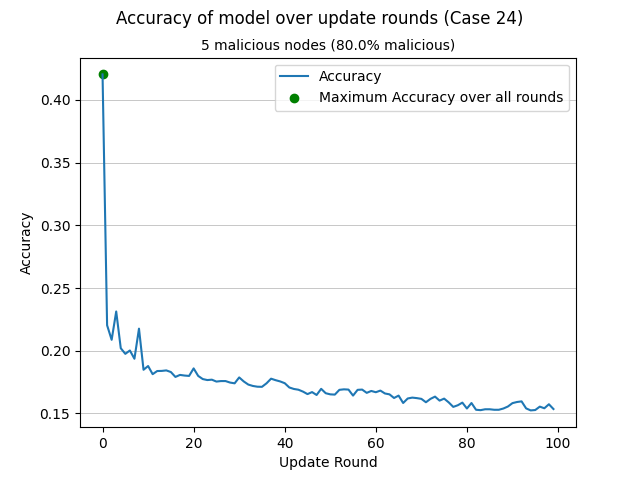 Accuracy of model over update rounds (Case 24)
5 malicious nodes (80.0% malicious)
Accuracy
Maximum Accuracy over all rounds
0.40
0.35
0.30
0.25
0.20
0.15
Accuracy
0 20 40 60 80 100
Update Round